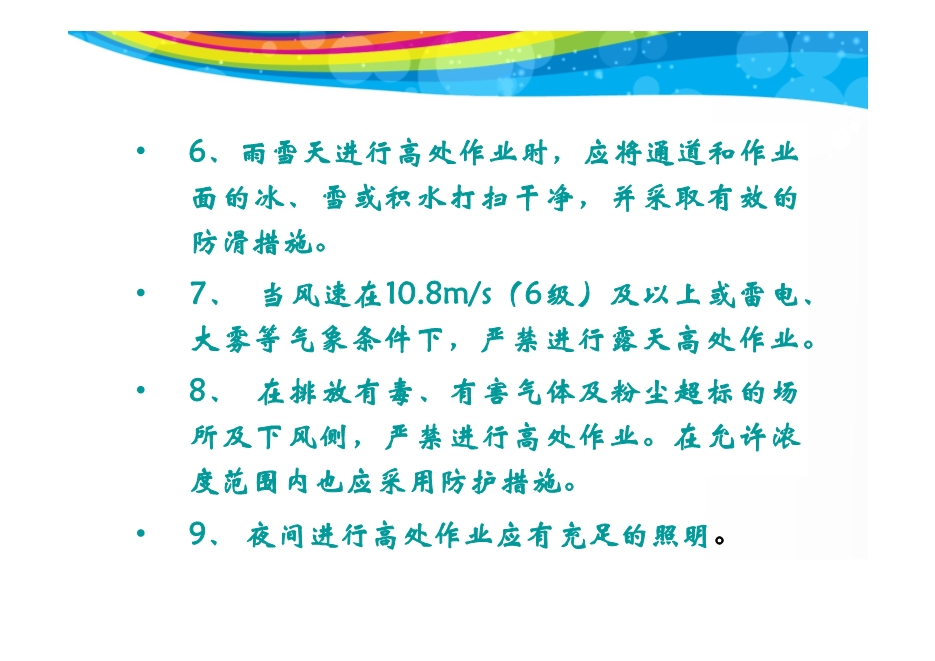 • 6、雨雪天进行高处作业时，应将通道和作业
面的冰、雪或积水打扫干净，并采取有效的
防滑措施。
• 7、 当风速在10.8m/s（6级）及以上或雷电、
大雾等气象条件下，严禁进行露天高处作业。
• 8、 在排放有毒、有害气体及粉尘超标的场
所及下风侧，严禁进行高处作业。在允许浓
度范围内也应采用防护措施。
• 9、 夜间进行高处作业应有充足的照明。